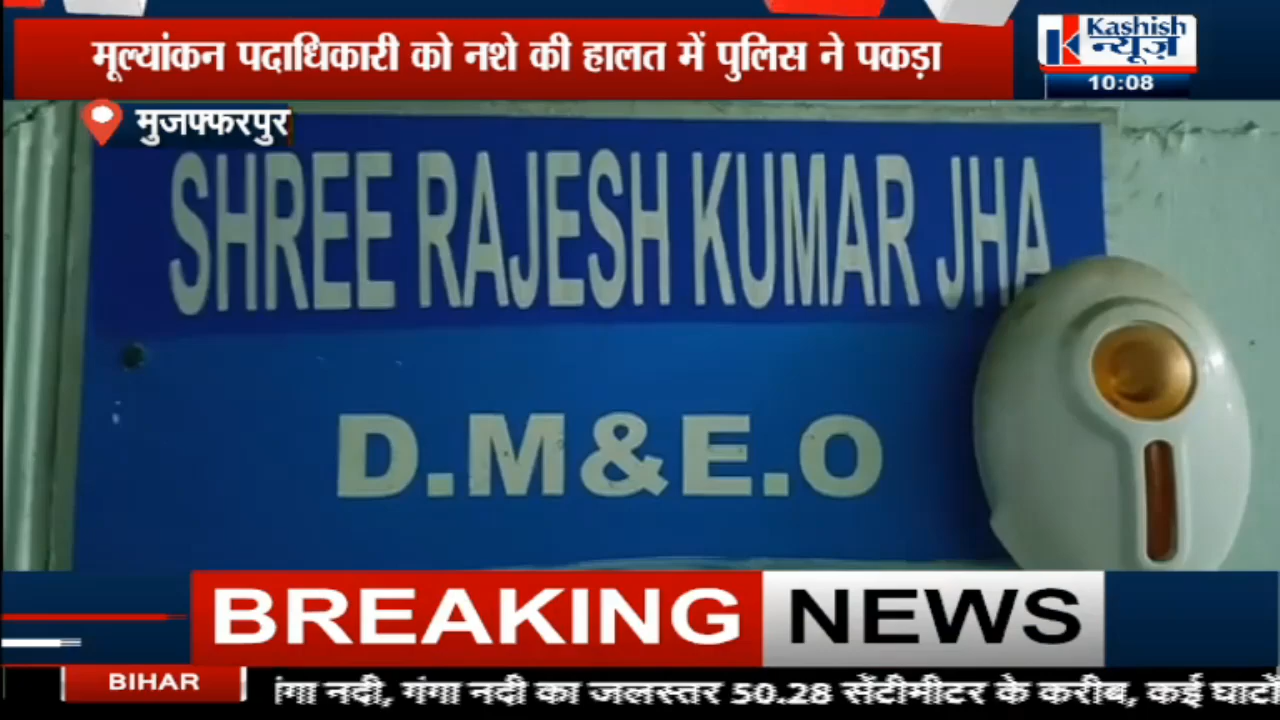 मूल्यांकन पदाधिकारी को नशे की हालत में पुलिस ने पकड़ा
Kashish
न्यूज़
10:08
मुजफ्फरपुर
SHREE RAJESH KUMAR JHA
D.M&E.O
BREAKING NEWS
BIHAR
गंगा नदी, गंगा नदी का जलस्तर 50.28 सेंटीमीटर के करीब, कई घाटों